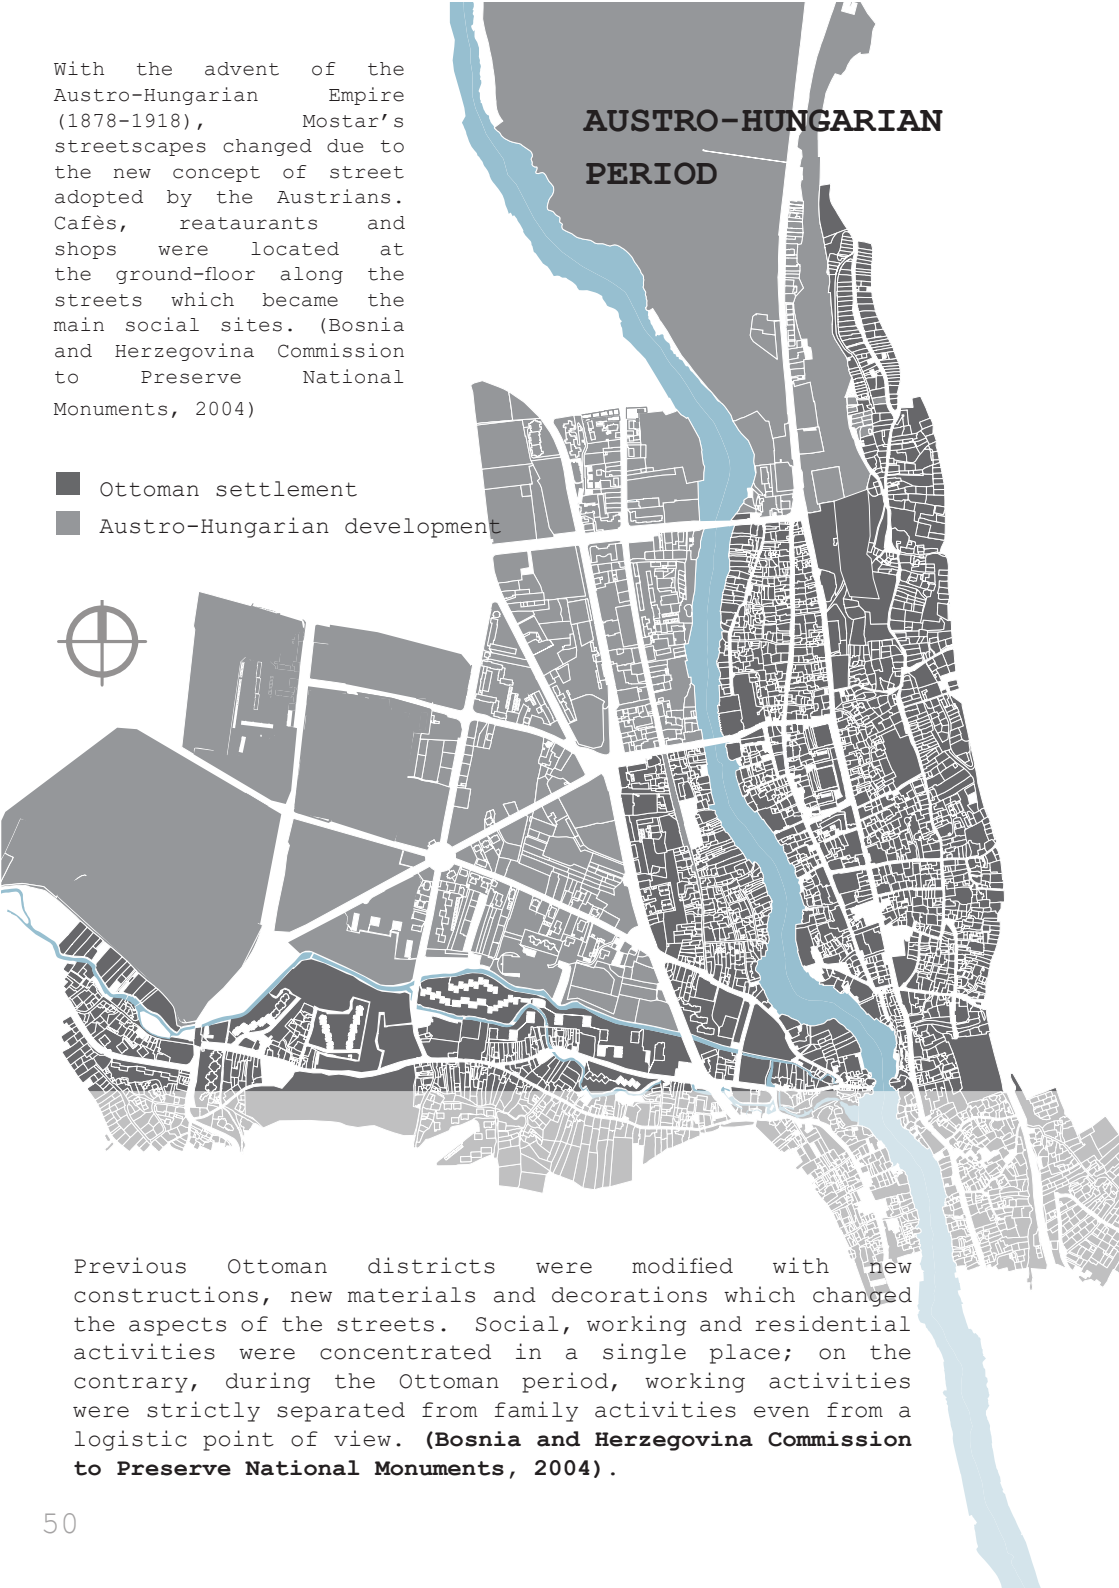 With the advent of the
Austro-Hungarian Empire
(1878-1918), Mostar’s
streetscapes changed due to
the new concept of street
adopted by the Austrians.
Cafès, reataurants and
shops were located at
the ground-floor along the
streets which became the
main social sites. (Bosnia
and Herzegovina Commission
to Preserve National
Monuments, 2004)
AUSTRO-HUNGARIAN
PERIOD
Ottoman settlement
Austro-Hungarian development
Previous Ottoman districts were modified with new
constructions, new materials and decorations which changed
the aspects of the streets. Social, working and residential
activities were concentrated in a single place; on the
contrary, during the Ottoman period, working activities
were strictly separated from family activities even from a
logistic point of view. (Bosnia and Herzegovina Commission
to Preserve National Monuments, 2004).
50